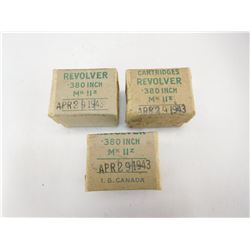 REVOLVER
.380 INCH
MK IIZ
APR 29 1943
CARTRIDGES
REVOLVER
.380 INCH
MK IIZ
APR 29 1943
REVOLVER
.380 INCH
MK IIZ
APR 29 1943
I.B. CANADA